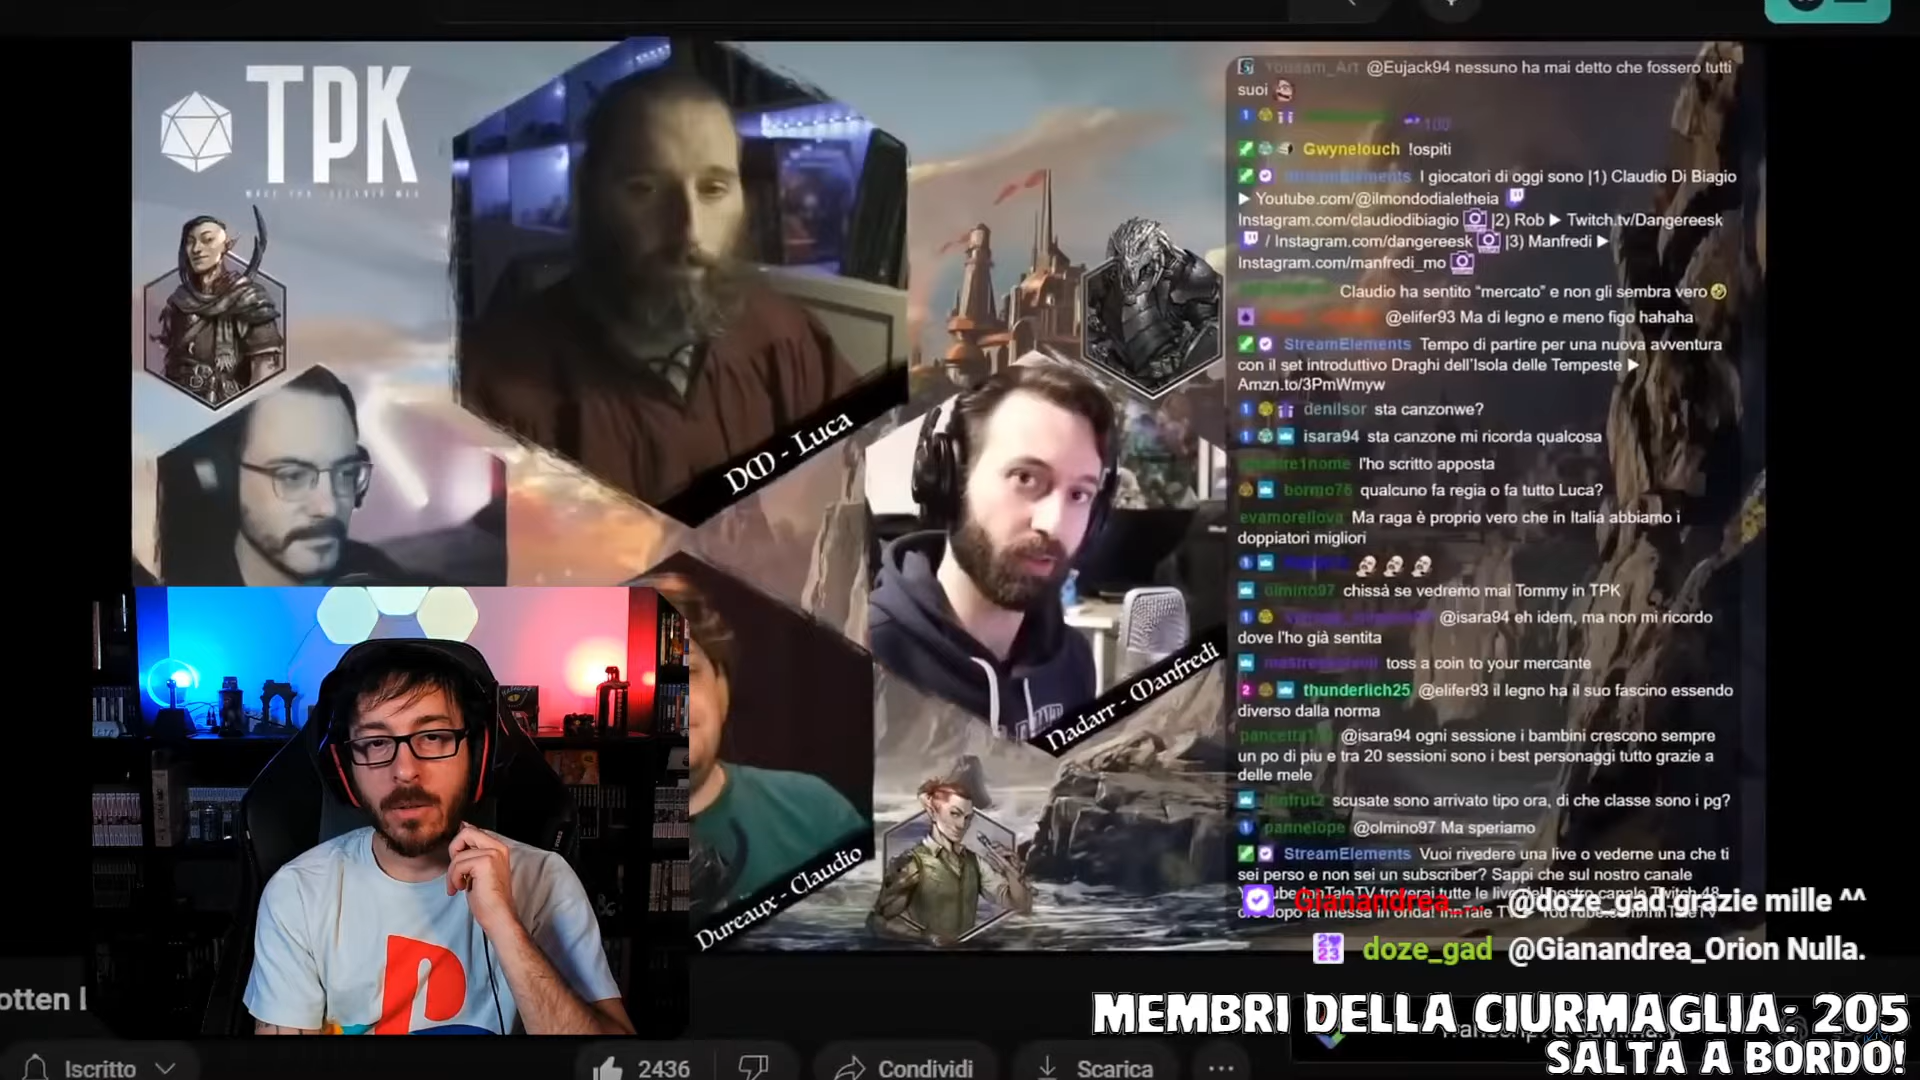 TPK
DM - Luca
Nadarr - Manfredi
Dureaux - Claudio
@Eujack94 nessuno ha mai detto che fossero tutti
suoi
Gwynelouch !ospiti
StreamElements I giocatori di oggi sono |1) Claudio Di Biagio
Youtube.com/@ilmondodialetheia
Instagram.com/claudiodibiagio |2) Rob Twitch.tv/Dangereesk
/ Instagram.com/dangereesk |3) Manfredi
Instagram.com/manfredi_mo
Claudio ha sentito “mercato” e non gli sembra vero
@elifer93 Ma di legno e meno figo hahaha
StreamElements Tempo di partire per una nuova avventura
con il set introduttivo Draghi dell'Isola delle Tempeste
Amzn.to/3PmWmyw
denilsor sta canzonwe?
isara94 sta canzone mi ricorda qualcosa
l'ho scritto apposta
bormo76 qualcuno fa regia o fa tutto Luca?
evamorellova Ma raga è proprio vero che in Italia abbiamo i
doppiatori migliori
olmino97 chissà se vedremo mai Tommy in TPK
@isara94 eh idem, ma non mi ricordo
dove l'ho già sentita
toss a coin to your mercante
2 thunderlich25 @elifer93 il legno ha il suo fascino essendo
diverso dalla norma
@isara94 ogni sessione i bambini crescono sempre
un po di piu e tra 20 sessioni sono i best personaggi tutto grazie a
delle mele
scusate sono arrivato tipo ora, di che classe sono i pg?
pannelope @olmino97 Ma speriamo
StreamElements Vuoi rivedere una live o vederne una che ti
sei perso e non sei un subscriber? Sappi che sul nostro canale
Gianandrea_ @doze_gad grazie mille ^^
doze_gad @Gianandrea_Orion Nulla.
MEMBRI DELLA CIURMAGLIA: 205
SALTA A BORDO!
Iscritto
2436
Condividi
Scarica